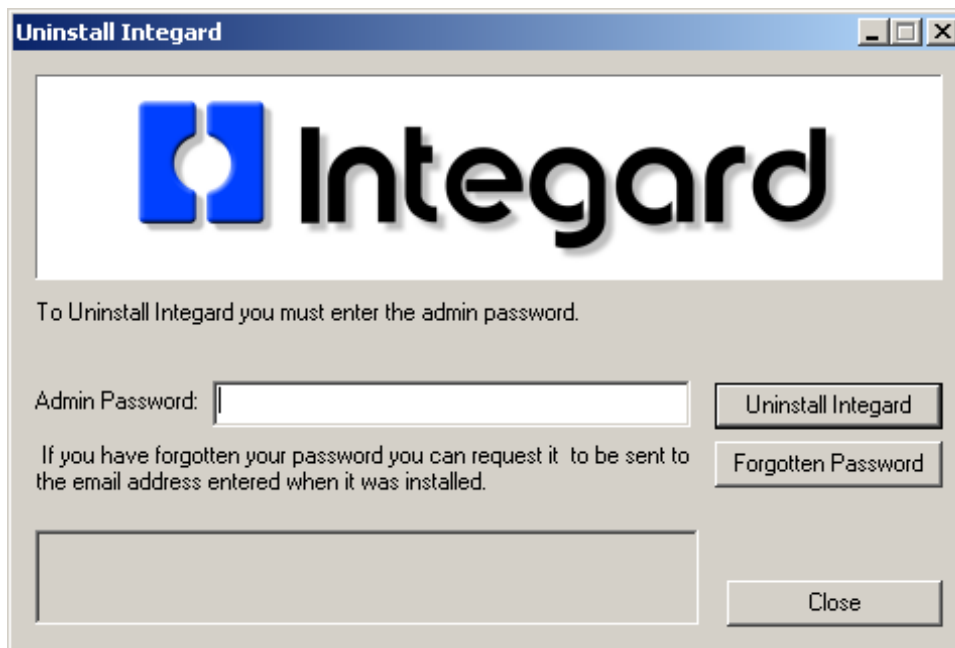 Uninstall Integard
Integard
To Uninstall Integard you must enter the admin password.
Admin Password:
Uninstall Integard
If you have forgotten your password you can request it to be sent to
the email address entered when it was installed.
Forgotten Password
Close